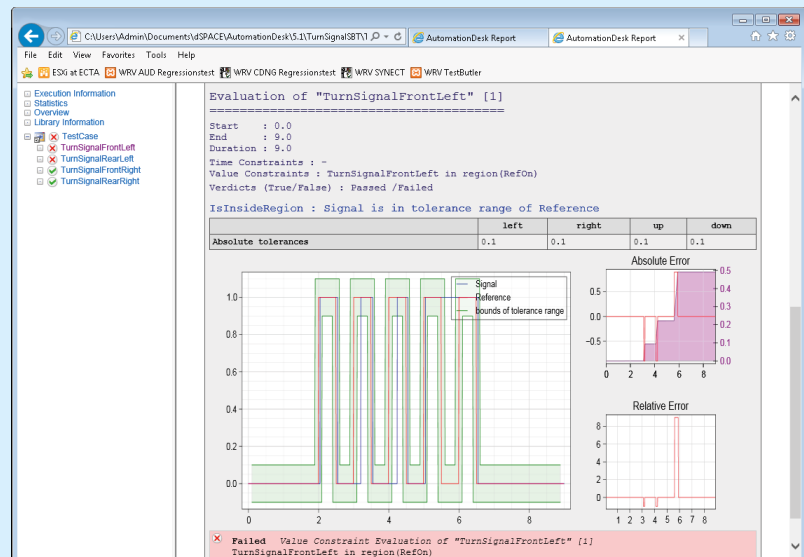 C:\Users\Admin\Documents\dSPACE\AutomationDesk\5.1\TurnSignalSBT\T
AutomationDesk Report
AutomationDesk Report
File Edit View Favorites Tools Help
ESXi at ECTA WRV AUD Regressionstest WRV CDNG Regressionstest WRV SYNECT WRV TestButler
Execution Information
Statistics
Overview
Library Information
TestCase
TurnSignalFrontLeft
TurnSignalRearLeft
TurnSignalFrontRight
TurnSignalRearRight
Evaluation of "TurnSignalFrontLeft" [1]
==========================================
Start : 0.0
End : 9.0
Duration : 9.0
Time Constraints : -
Value Constraints : TurnSignalFrontLeft in region(RefOn)
Verdicts (True/False) : Passed /Failed
IsInsideRegion : Signal is in tolerance range of Reference
left right up down
Absolute tolerances 0.1 0.1 0.1 0.1
Signal
Reference
bounds of tolerance range
1.0
0.8
0.6
0.4
0.2
0.0
0 2 4 6 8
Absolute Error
0.5
0.0
−0.5
0.5
0.4
0.3
0.2
0.1
0.0
0 2 4 6 8
Relative Error
8
6
4
2
0
1 2 3 4 5 6 7 8
Failed Value Constraint Evaluation of "TurnSignalFrontLeft" [1]
TurnSignalFrontLeft in region(RefOn)